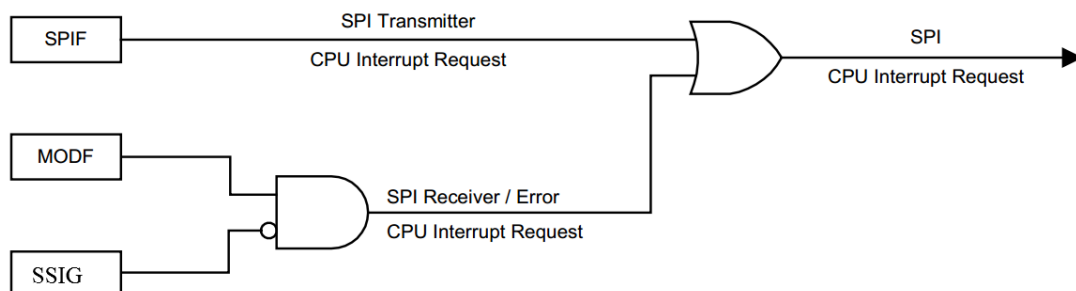 SPIF
SPI Transmitter
CPU Interrupt Request
SPI
CPU Interrupt Request
MODF
SPI Receiver / Error
CPU Interrupt Request
SSIG